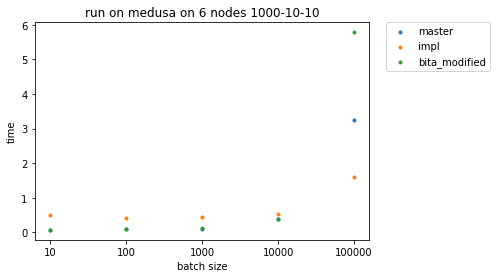 run on medusa on 6 nodes 1000-10-10
6
5
4
3
2
1
0
time
10 100 1000 10000 100000
batch size
master
impl
bita_modified